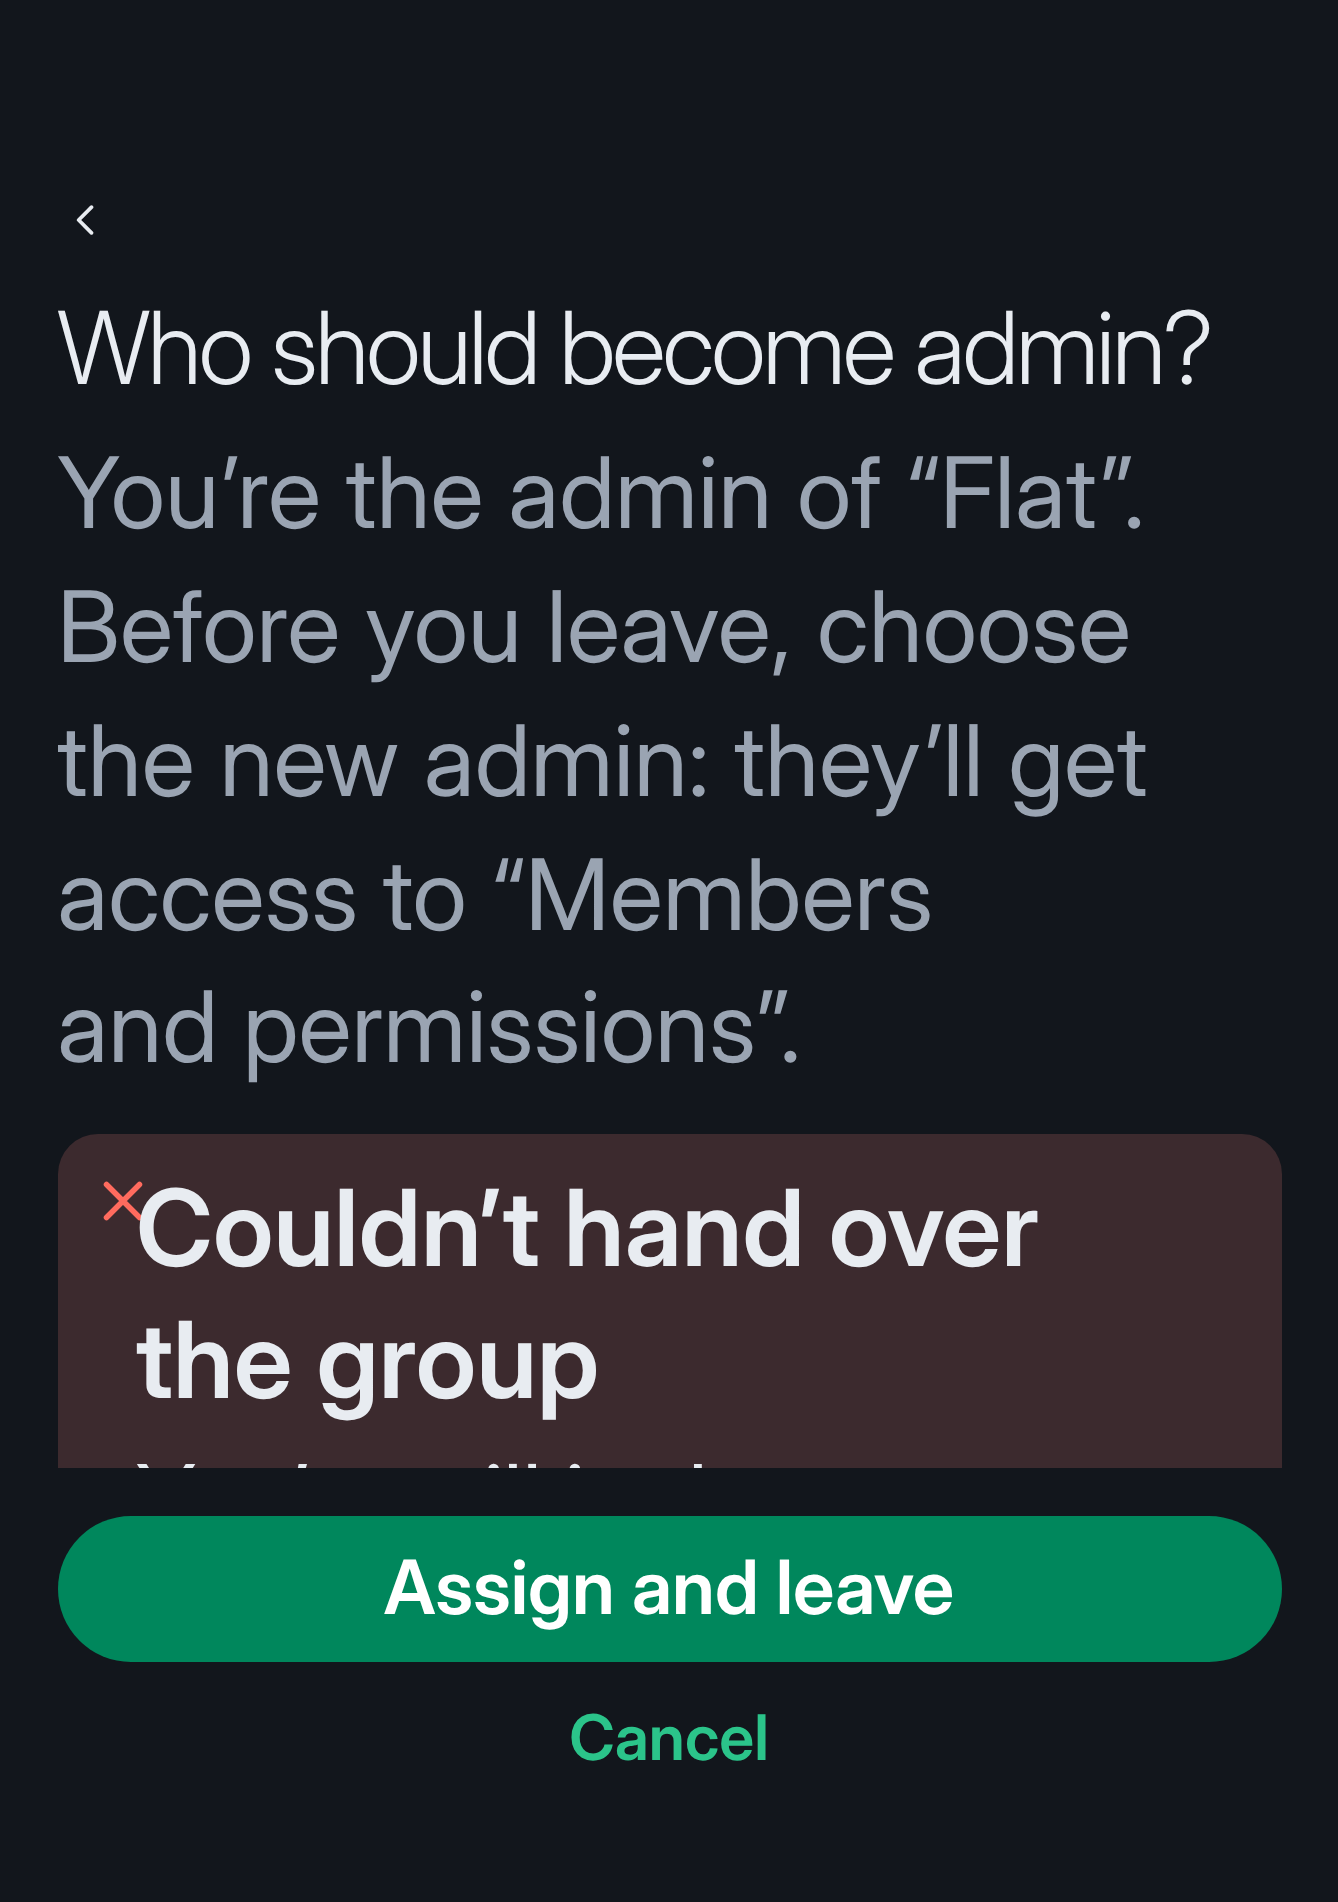 Who should become admin?
You’re the admin of “Flat”.
Before you leave, choose
the new admin: they’ll get
access to “Members
and permissions”.
Couldn’t hand over
the group
Assign and leave
Cancel